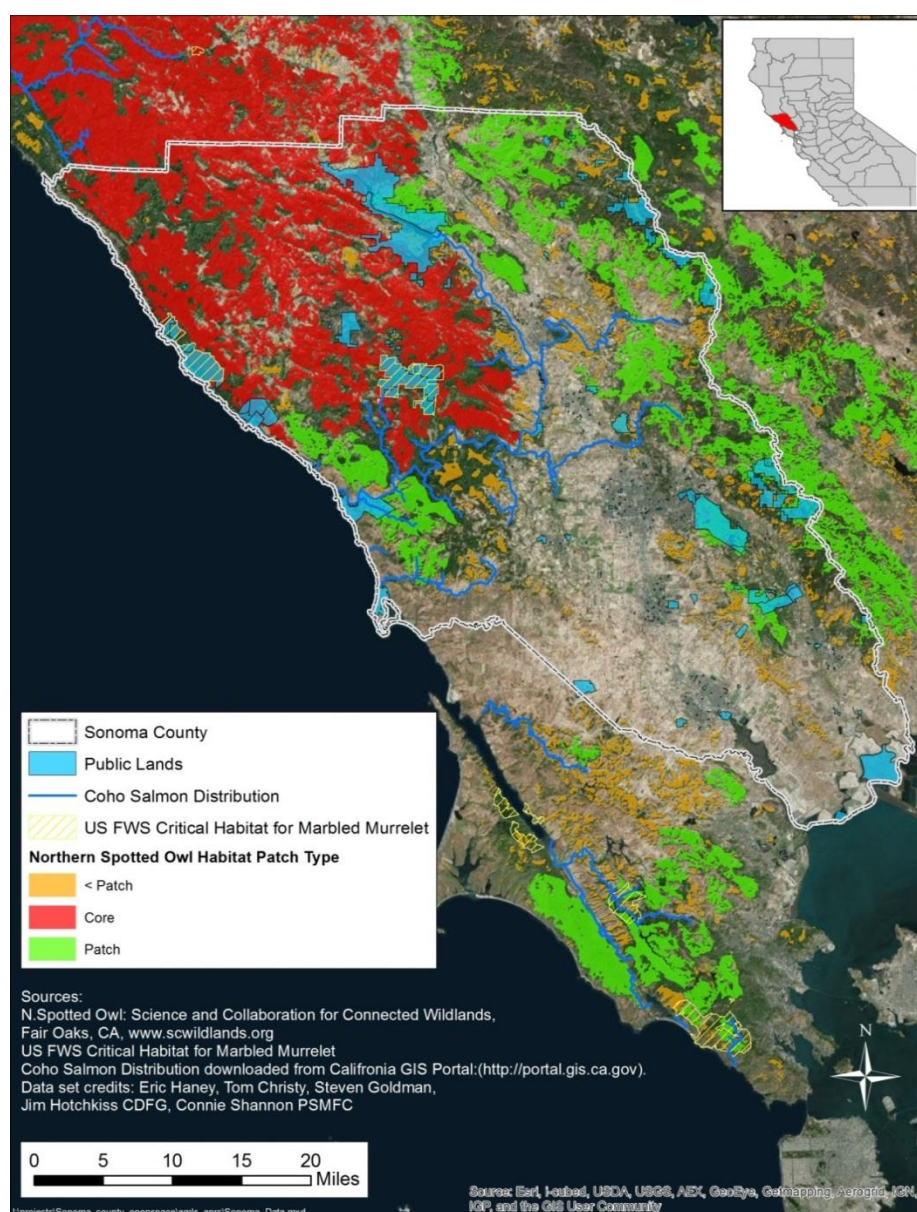 Sonoma County
Public Lands
Coho Salmon Distribution
US FWS Critical Habitat for Marbled Murrelet
Northern Spotted Owl Habitat Patch Type
< Patch
Core
Patch
Sources:
N.Spotted Owl: Science and Collaboration for Connected Wildlands,
Fair Oaks, CA, www.scwildlands.org
US FWS Critical Habitat for Marbled Murrelet
Coho Salmon Distribution downloaded from Califronia GIS Portal:(http://portal.gis.ca.gov).
Data set credits: Eric Haney, Tom Christy, Steven Goldman,
Jim Hotchkiss CDFG, Connie Shannon PSMFC
N
0 5 10 15 20
Miles
Source: Esri, i-cubed, USDA, USGS, AEX, GeoEye, Getmapping, Aerogrid, IGN,
IGP, and the GIS User Community